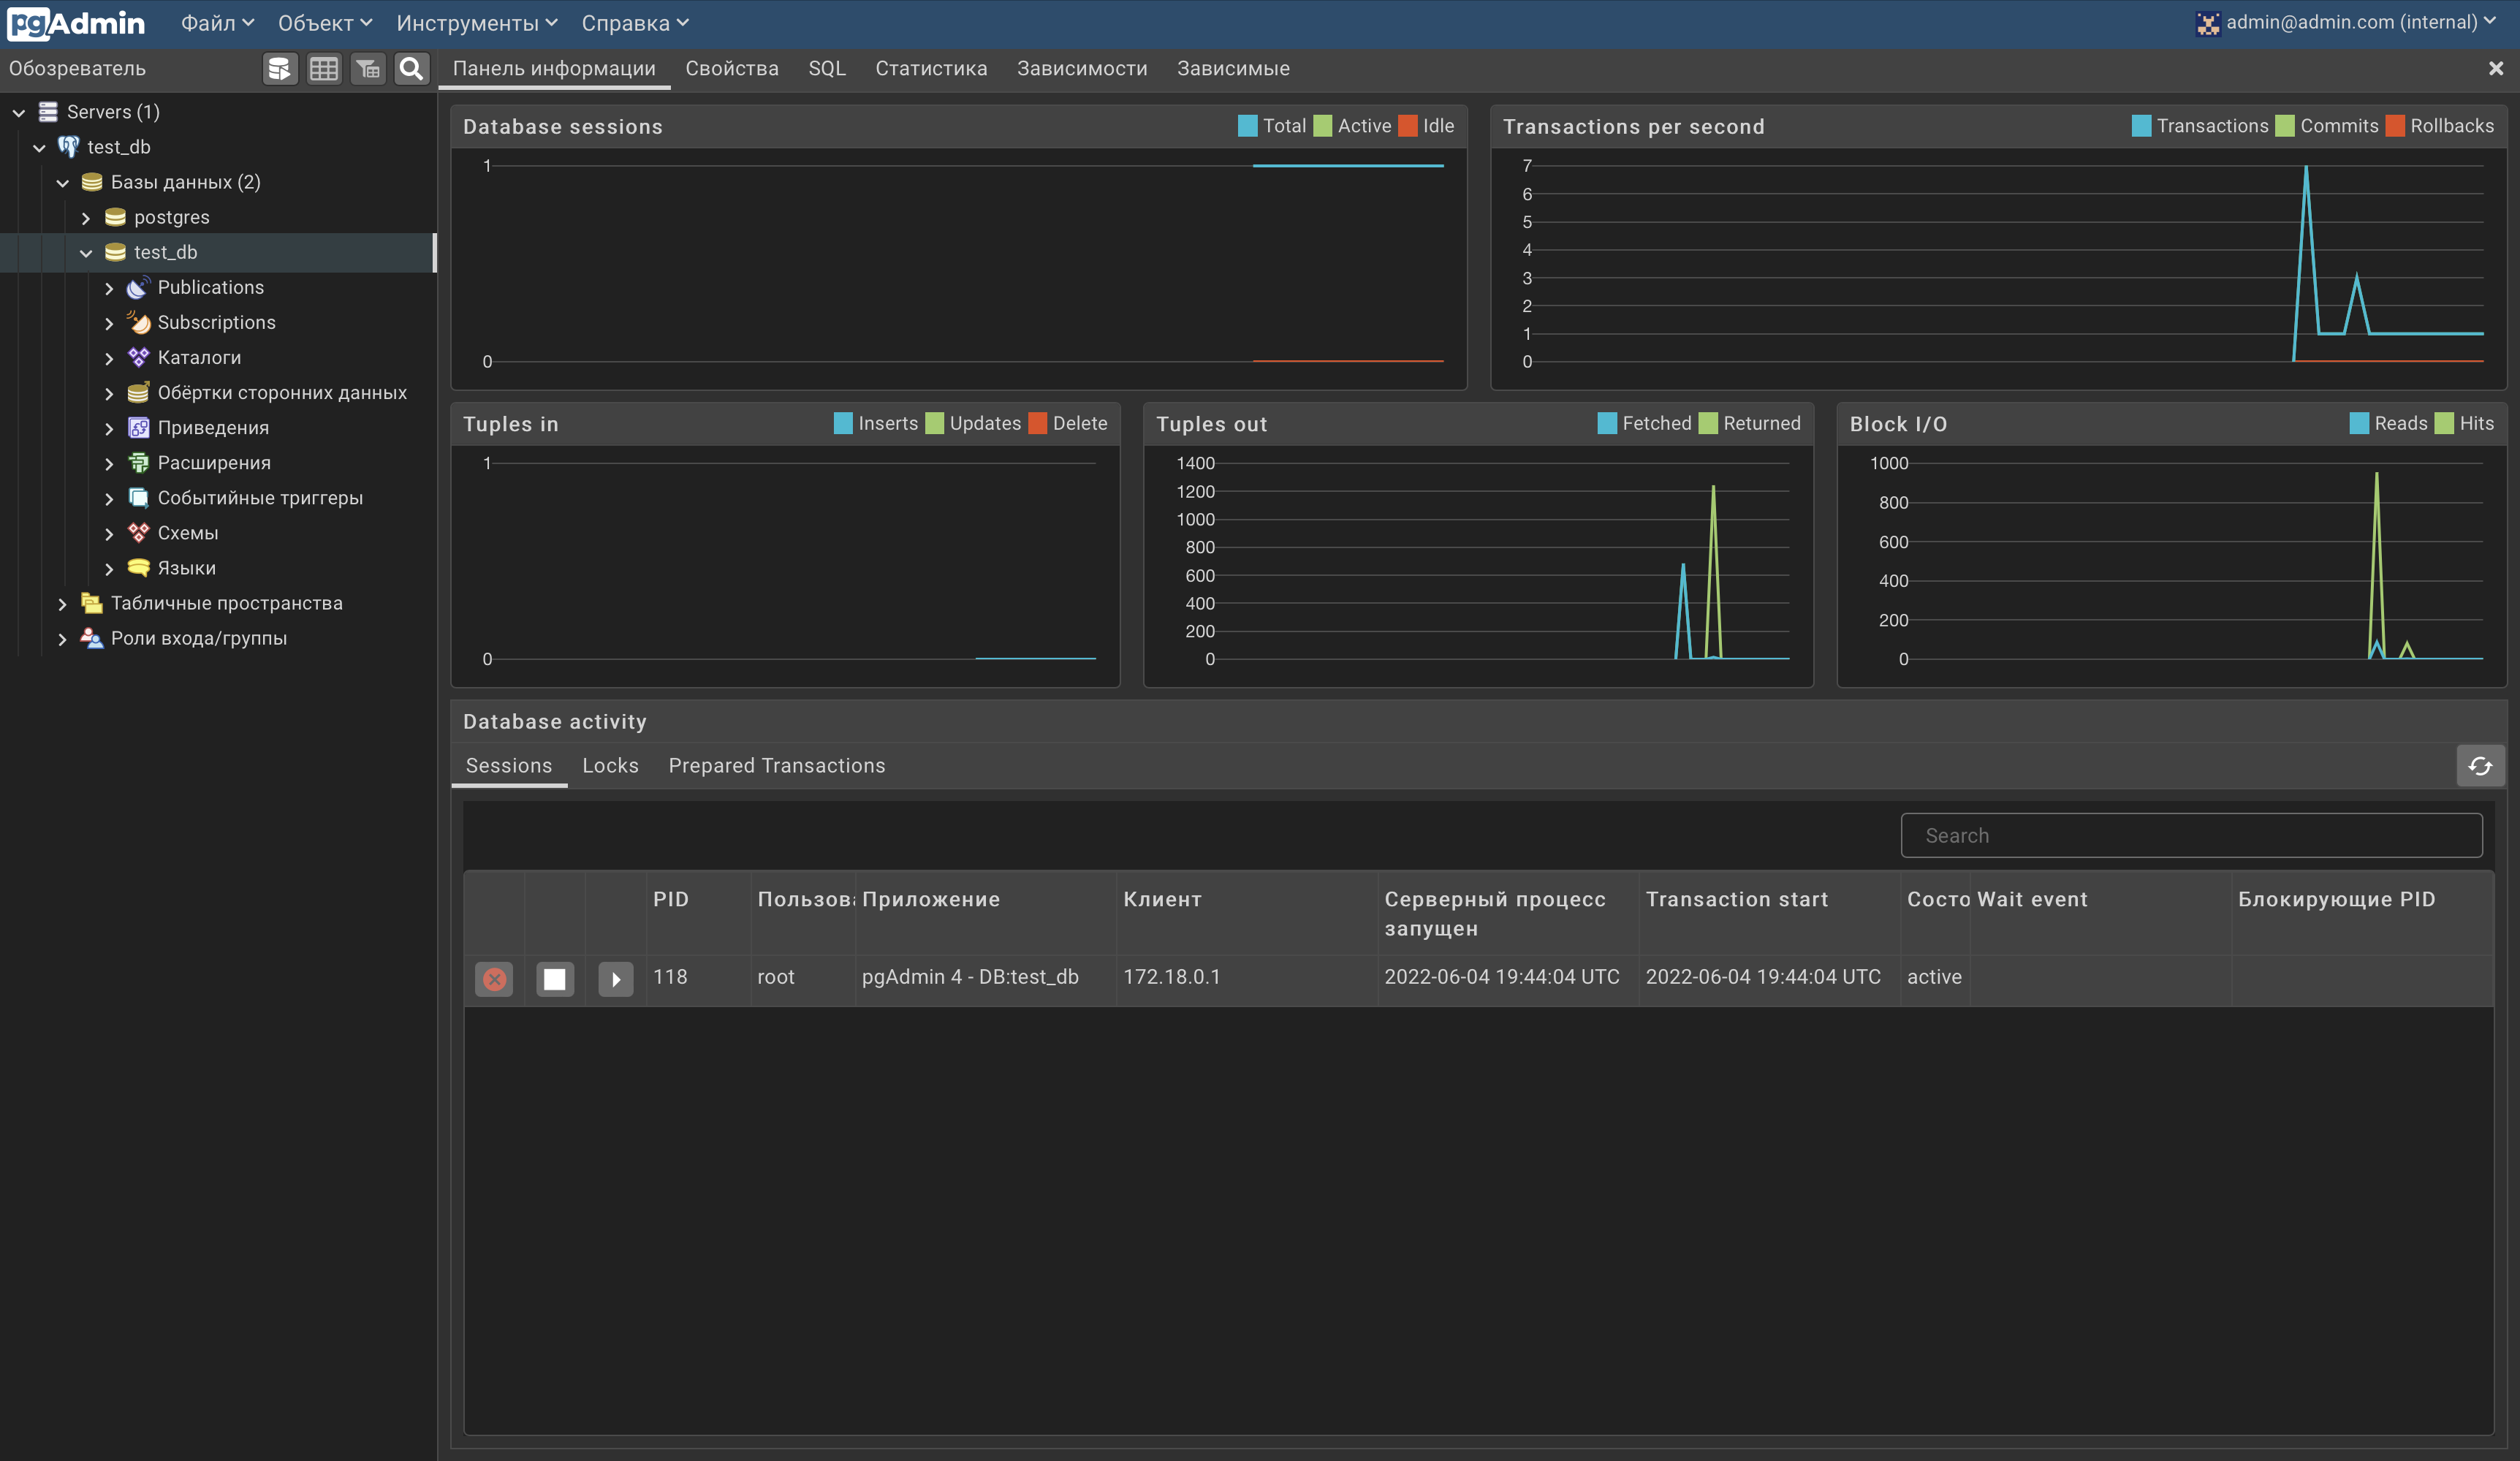 pgAdmin Файл Объект Инструменты Справка admin@admin.com (internal)
Обозреватель
Панель информации Свойства SQL Статистика Зависимости Зависимые
Servers (1)
test_db
Базы данных (2)
postgres
test_db
Publications
Subscriptions
Каталоги
Обёртки сторонних данных
Приведения
Расширения
Событийные триггеры
Схемы
Языки
Табличные пространства
Роли входа/группы
Database sessions Total Active Idle
1
0
Transactions per second Transactions Commits Rollbacks
7
6
5
4
3
2
1
0
Tuples in Inserts Updates Delete
1
0
Tuples out Fetched Returned
1400
1200
1000
800
600
400
200
0
Block I/O Reads Hits
1000
800
600
400
200
0
Database activity
Sessions Locks Prepared Transactions
Search
PID Пользова Приложение Клиент Серверный процесс запущен Transaction start Состо Wait event Блокирующие PID
118 root pgAdmin 4 - DB:test_db 172.18.0.1 2022-06-04 19:44:04 UTC 2022-06-04 19:44:04 UTC active